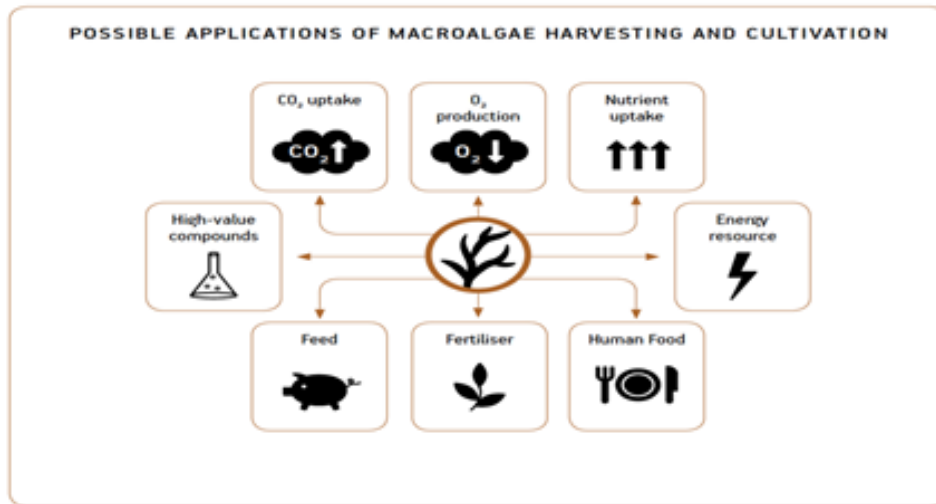 POSSIBLE APPLICATIONS OF MACROALGAE HARVESTING AND CULTIVATION
CO₂ uptake
CO₂
O₂
production
O₂
Nutrient
uptake
High-value
compounds
Energy
resource
Feed
Fertiliser
Human Food